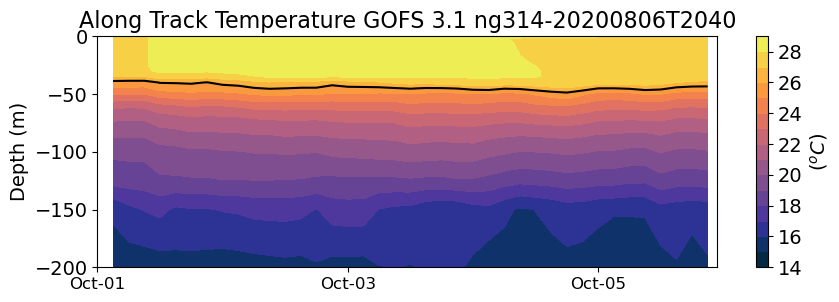 Along Track Temperature GOFS 3.1 ng314-20200806T2040
Depth (m)
0
−50
−100
−150
−200
Oct-01
Oct-03
Oct-05
28
26
24
22
20
18
16
14
(°C)